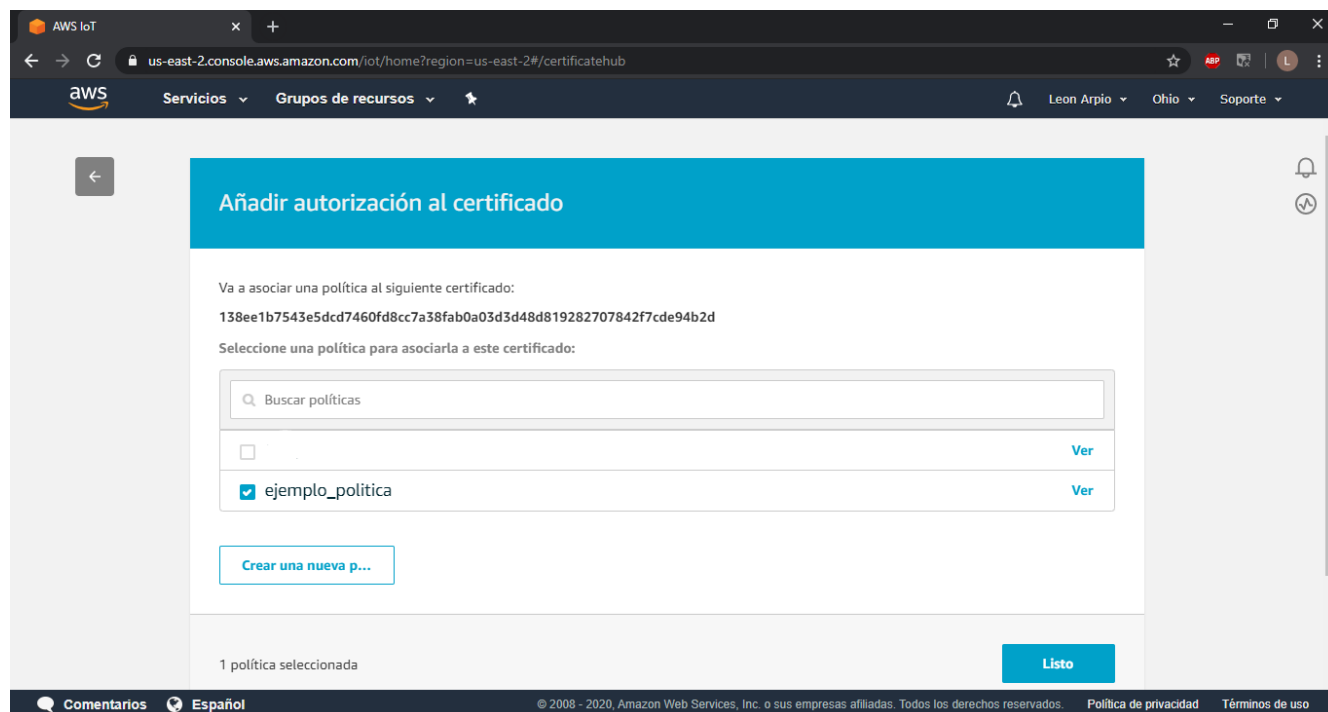 AWS IoT
us-east-2.console.aws.amazon.com/iot/home?region=us-east-2#/certificatehub
ABP
L
aws
Servicios
Grupos de recursos
Leon Arpio
Ohio
Soporte
Añadir autorización al certificado
Va a asociar una política al siguiente certificado:
138ee1b7543e5dcd7460fd8cc7a38fab0a03d3d48d819282707842f7cde94b2d
Seleccione una política para asociarla a este certificado:
Buscar políticas
Ver
ejemplo_politica Ver
Crear una nueva p...
1 política seleccionada
Listo
Comentarios Español © 2008 - 2020, Amazon Web Services, Inc. o sus empresas afiliadas. Todos los derechos reservados. Política de privacidad Términos de uso